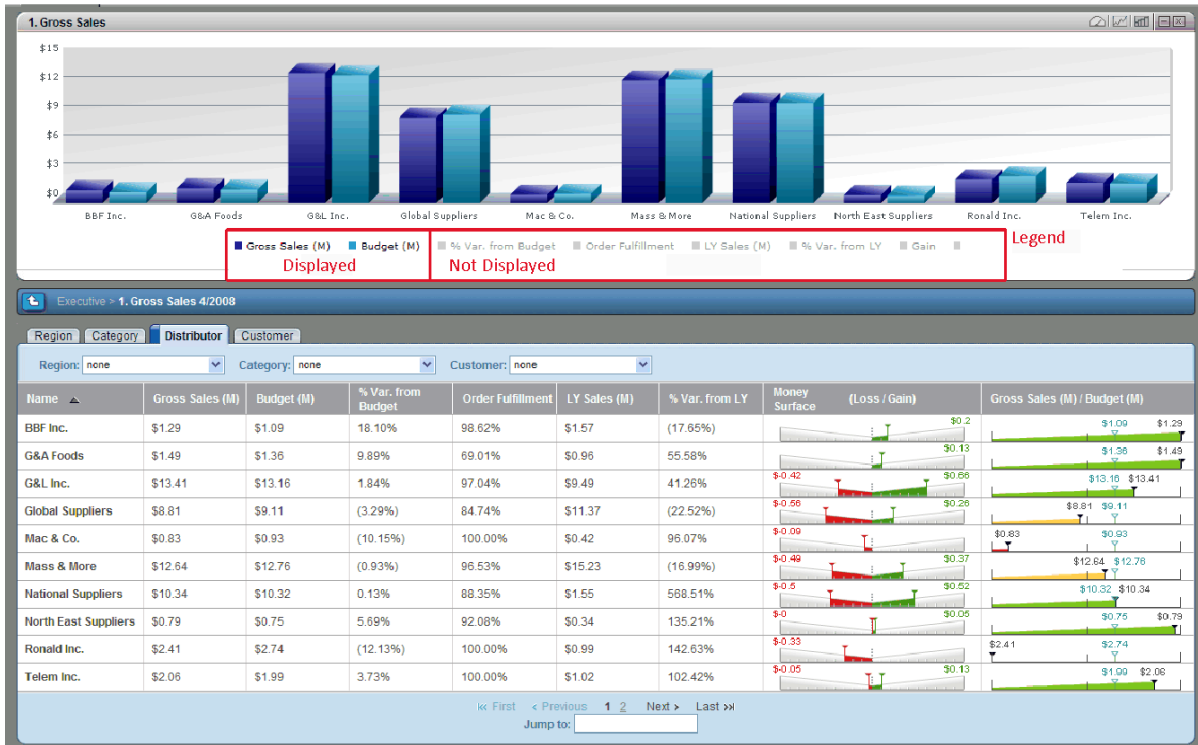 1. Gross Sales
$15
$12
$9
$6
$3
$0
BBF Inc. G&A Foods G&L Inc. Global Suppliers Mac & Co. Mass & More National Suppliers North East Suppliers Ronald Inc. Telem Inc.
Gross Sales (M) Budget (M) % Var. from Budget Order Fulfillment LY Sales (M) % Var. from LY Gain
Legend
Displayed Not Displayed
Executive > 1. Gross Sales 4/2008
Region Category Distributor Customer
Region: none Category: none Customer: none
Name Gross Sales (M) Budget (M) % Var. from Budget Order Fulfillment LY Sales (M) % Var. from LY Money Surface (Loss / Gain) Gross Sales (M) / Budget (M)
BBF Inc. $1.29 $1.09 18.10% 98.62% $1.57 (17.65%) $0.2 $1.09 $1.29
G&A Foods $1.49 $1.36 9.89% 69.01% $0.96 55.58% $0.13 $1.36 $1.49
G&L Inc. $13.41 $13.16 1.84% 97.04% $9.49 41.26% $-0.42 $0.66 $13.16 $13.41
Global Suppliers $8.81 $9.11 (3.29%) 84.74% $11.37 (22.52%) $-0.56 $0.26 $8.81 $9.11
Mac & Co. $0.83 $0.93 (10.15%) 100.00% $0.42 96.07% $-0.09 $0.83 $0.93
Mass & More $12.64 $12.76 (0.93%) 96.53% $15.23 (16.99%) $-0.49 $0.37 $12.64 $12.76
National Suppliers $10.34 $10.32 0.13% 88.35% $1.55 568.51% $-0.5 $0.52 $10.32 $10.34
North East Suppliers $0.79 $0.75 5.69% 92.08% $0.34 135.21% $-0 $0.05 $0.75 $0.79
Ronald Inc. $2.41 $2.74 (12.13%) 100.00% $0.99 142.63% $-0.33 $2.41 $2.74
Telem Inc. $2.06 $1.99 3.73% 100.00% $1.02 102.42% $-0.05 $0.13 $1.99 $2.06
First < Previous 1 2 Next > Last
Jump to: